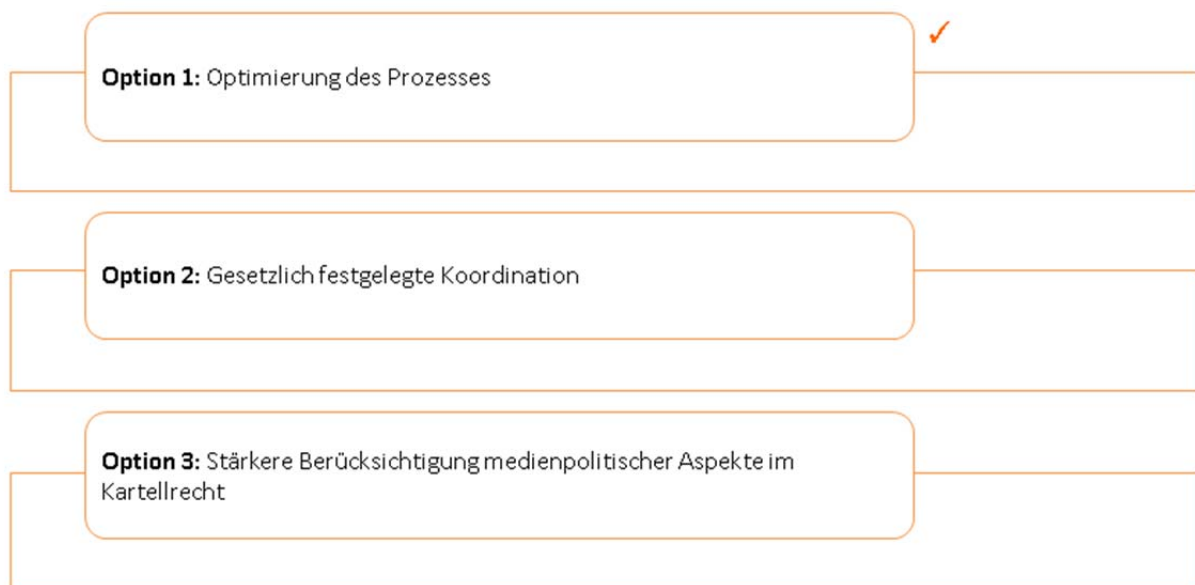 Option 1: Optimierung des Prozesses
✓
Option 2: Gesetzlich festgelegte Koordination
Option 3: Stärkere Berücksichtigung medienpolitischer Aspekte im
Kartellrecht